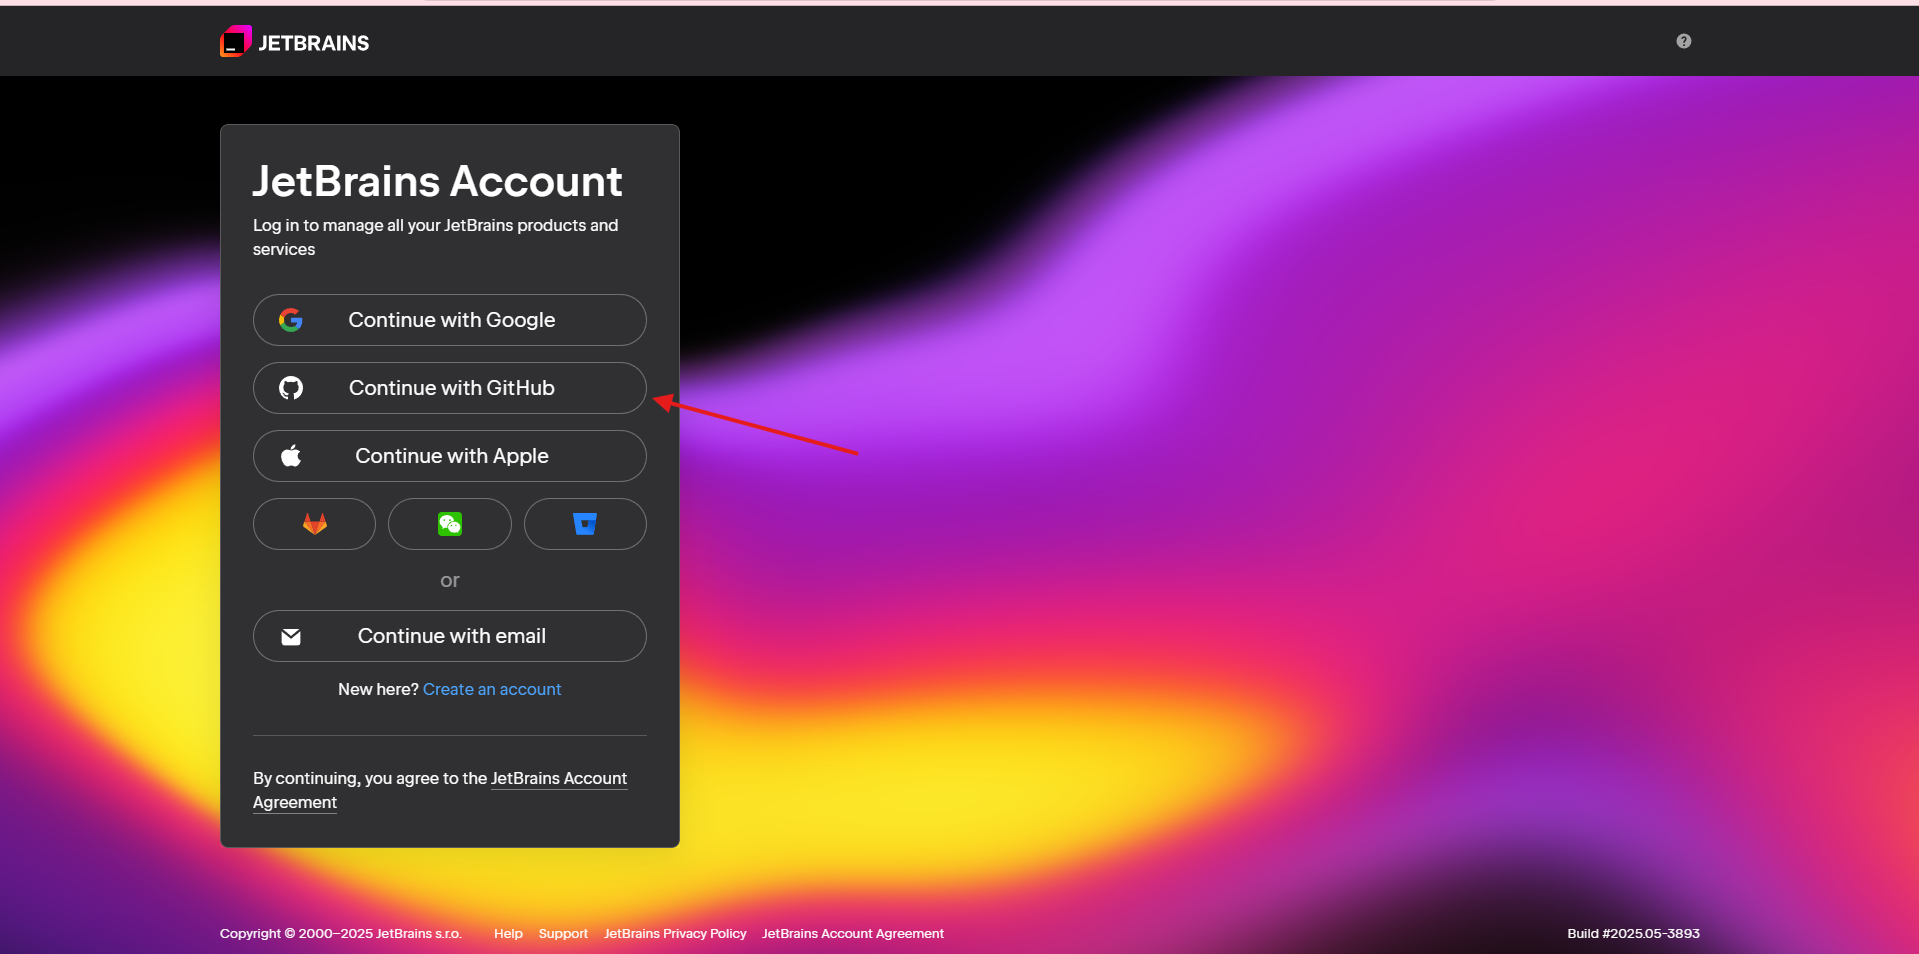 JETBRAINS
JetBrains Account
Log in to manage all your JetBrains products and
services
Continue with Google
Continue with GitHub
Continue with Apple
or
Continue with email
New here? Create an account
By continuing, you agree to the JetBrains Account
Agreement
Copyright © 2000–2025 JetBrains s.r.o. Help Support JetBrains Privacy Policy JetBrains Account Agreement Build #2025.05-3893